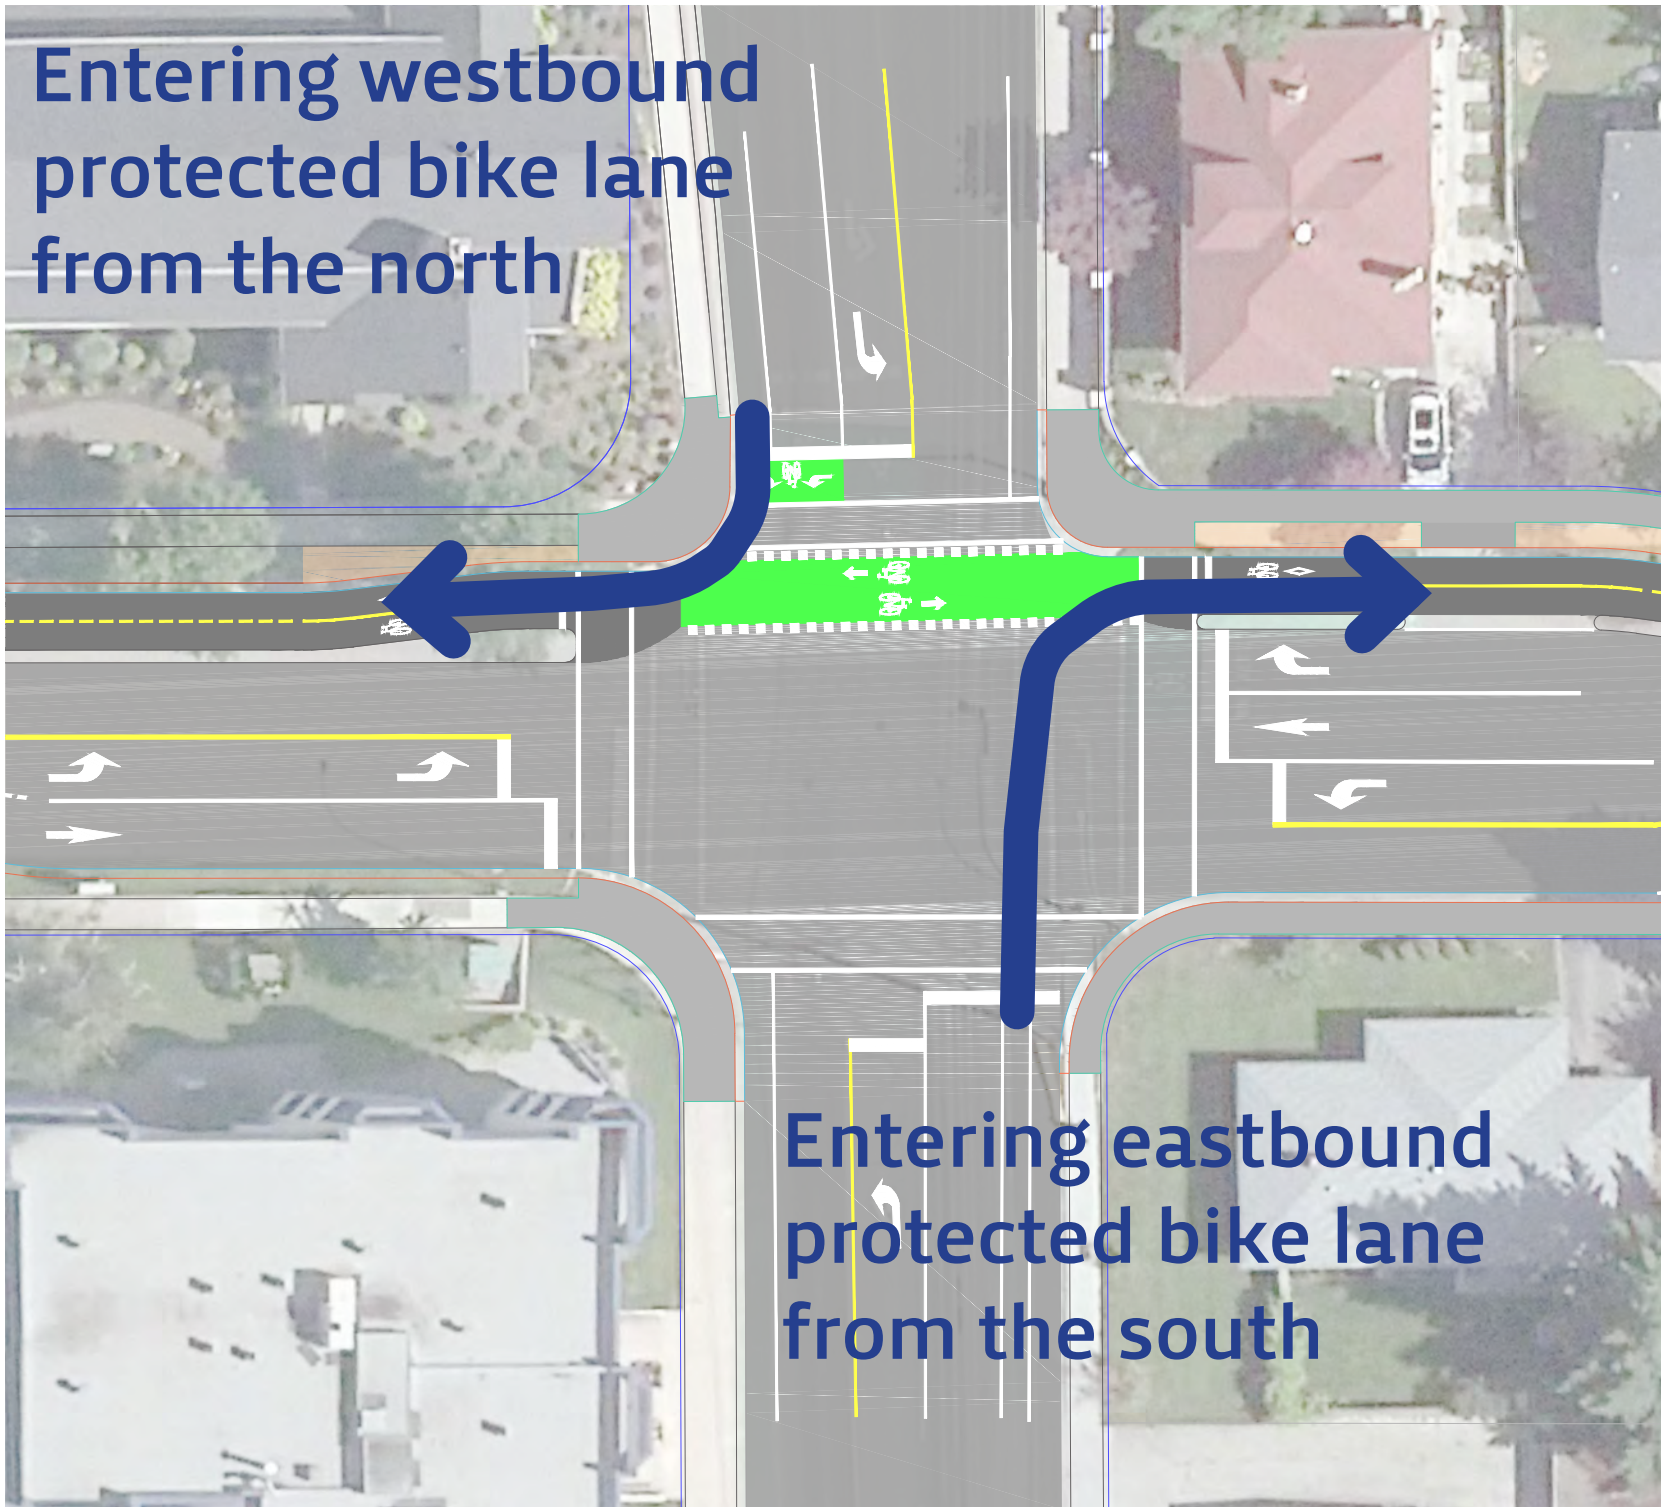 Entering westbound
protected bike lane
from the north
Entering eastbound
protected bike lane
from the south